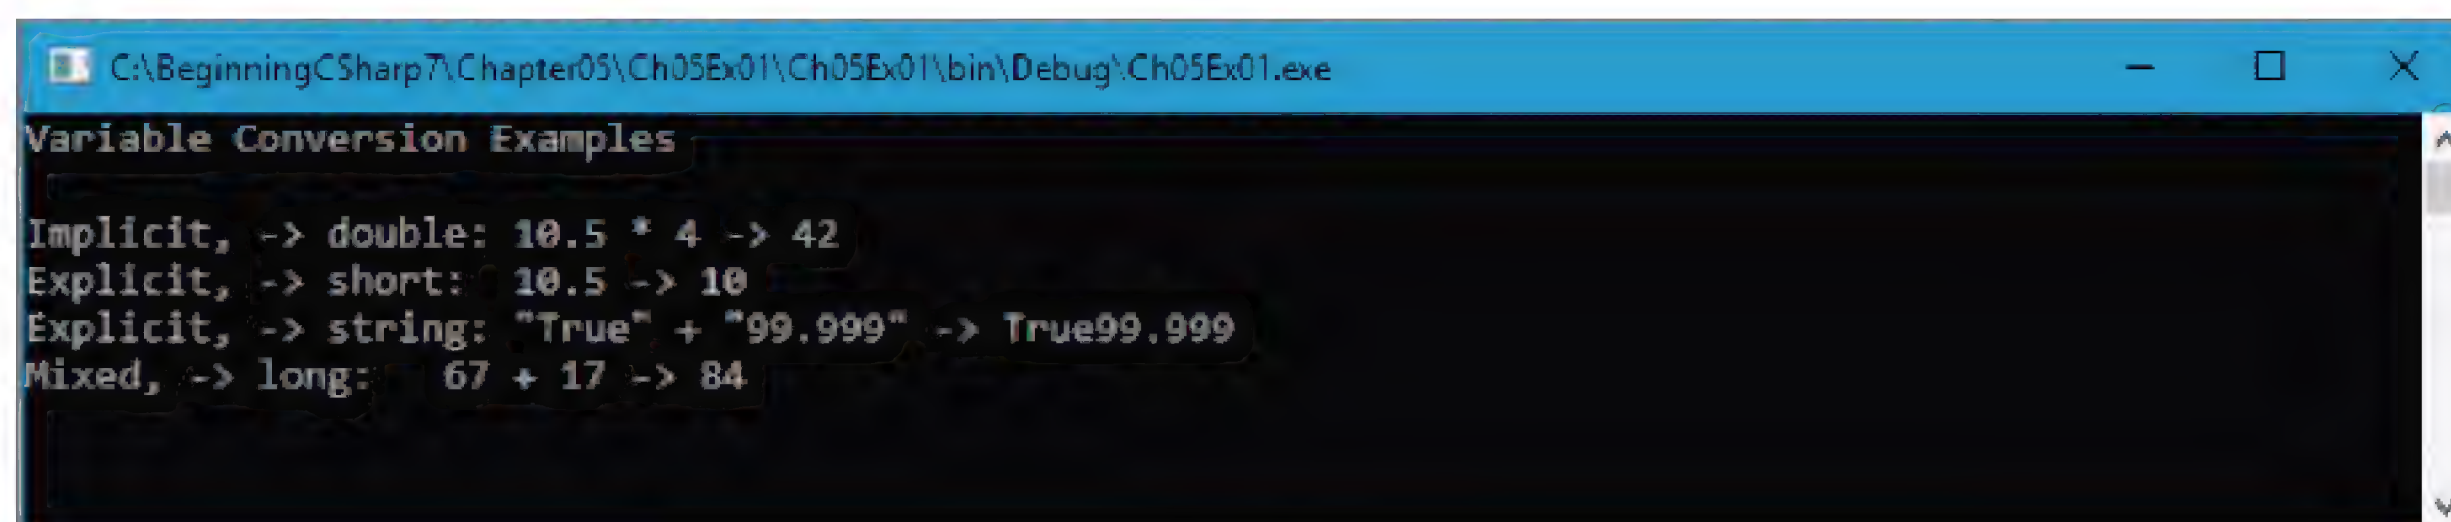 C:\BeginningCSharp7\Chapter05\Ch05Ex01\Ch05Ex01\bin\Debug\Ch05Ex01.exe
Variable Conversion Examples
Implicit, -> double: 10.5 * 4 -> 42
Explicit, -> short:  10.5 -> 10
Explicit, -> string: "True" + "99.999" -> True99.999
Mixed, -> long:   67 + 17 -> 84